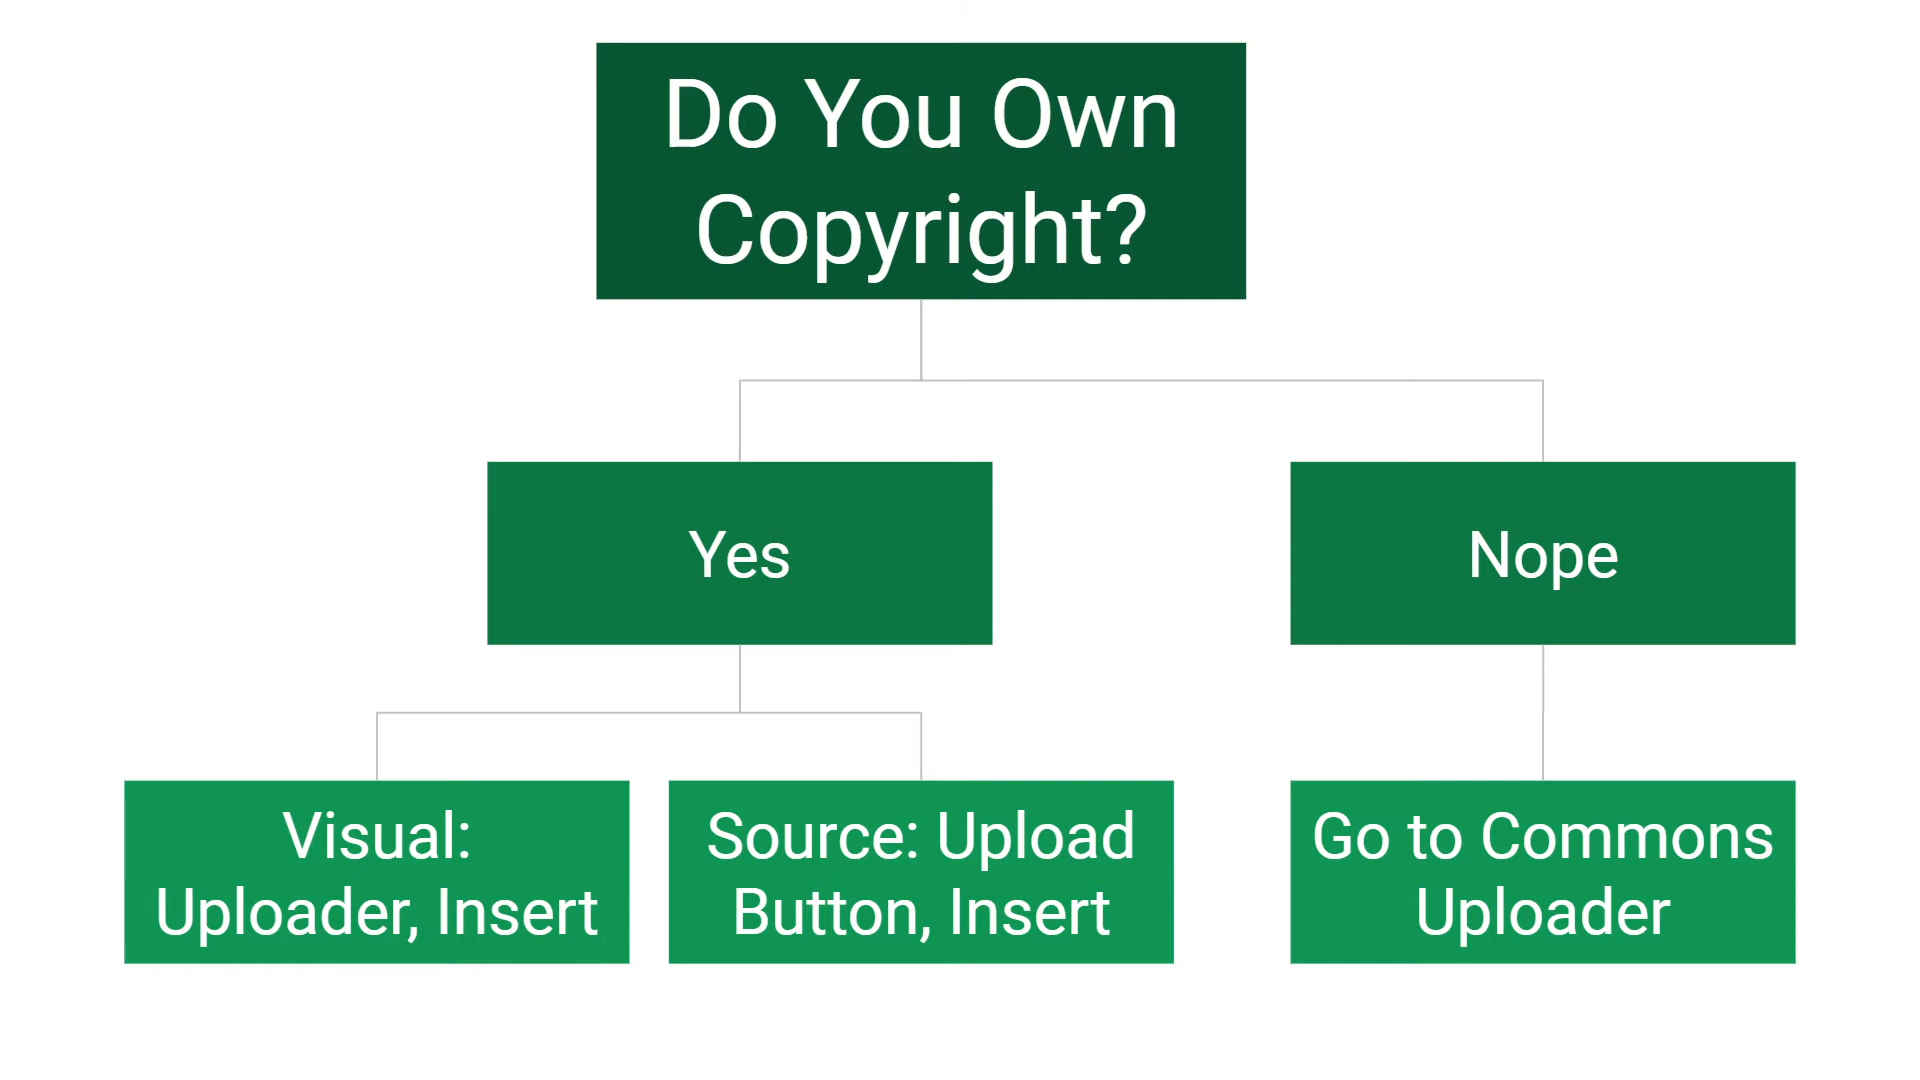 Do You Own
Copyright?
Yes
Nope
Visual:
Uploader, Insert
Source: Upload
Button, Insert
Go to Commons
Uploader